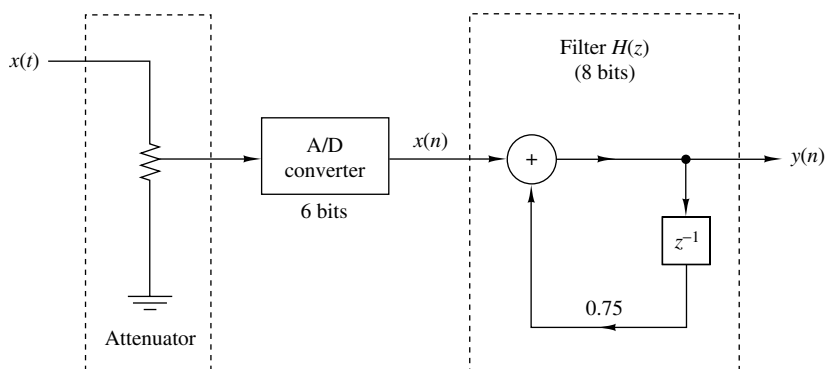 Filter H(z)
(8 bits)
x(t)
A/D
converter
6 bits
x(n)
+
y(n)
z⁻¹
0.75
Attenuator